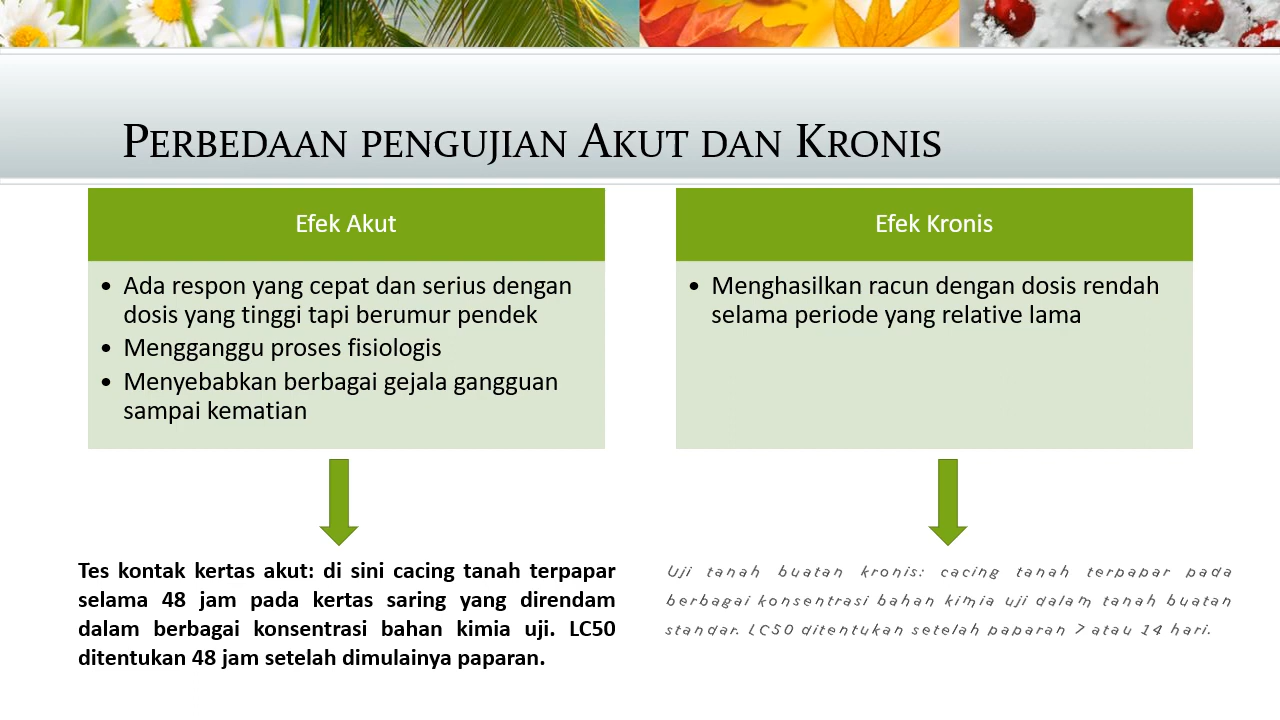 PERBEDAAN PENGUJIAN AKUT DAN KRONIS
Efek Akut
• Ada respon yang cepat dan serius dengan
dosis yang tinggi tapi berumur pendek
• Mengganggu proses fisiologis
• Menyebabkan berbagai gejala gangguan
sampai kematian
Efek Kronis
• Menghasilkan racun dengan dosis rendah
selama periode yang relative lama
Tes kontak kertas akut: di sini cacing tanah terpapar
selama 48 jam pada kertas saring yang direndam
dalam berbagai konsentrasi bahan kimia uji. LC50
ditentukan 48 jam setelah dimulainya paparan.
Uji tanah buatan kronis: cacing tanah terpapar pada
berbagai konsentrasi bahan kimia uji dalam tanah buatan
standar. LC50 ditentukan setelah paparan 7 atau 14 hari.